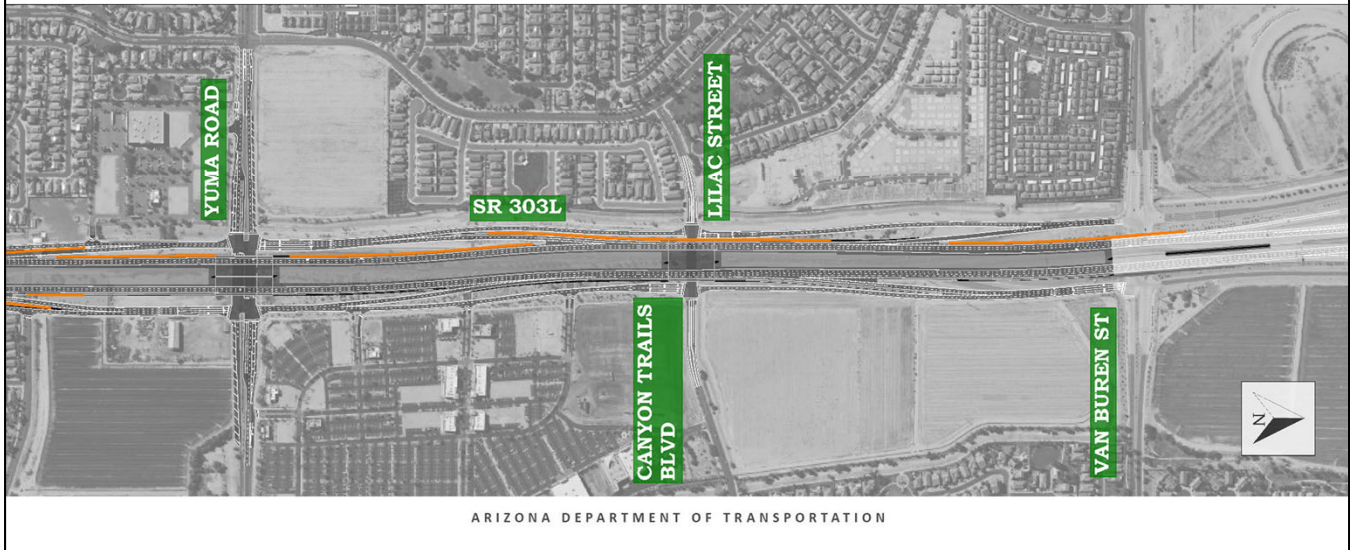 YUMA ROAD
SR 303L
LILAC STREET
CANYON TRAILS
BLVD
VAN BUREN ST
N
ARIZONA DEPARTMENT OF TRANSPORTATION